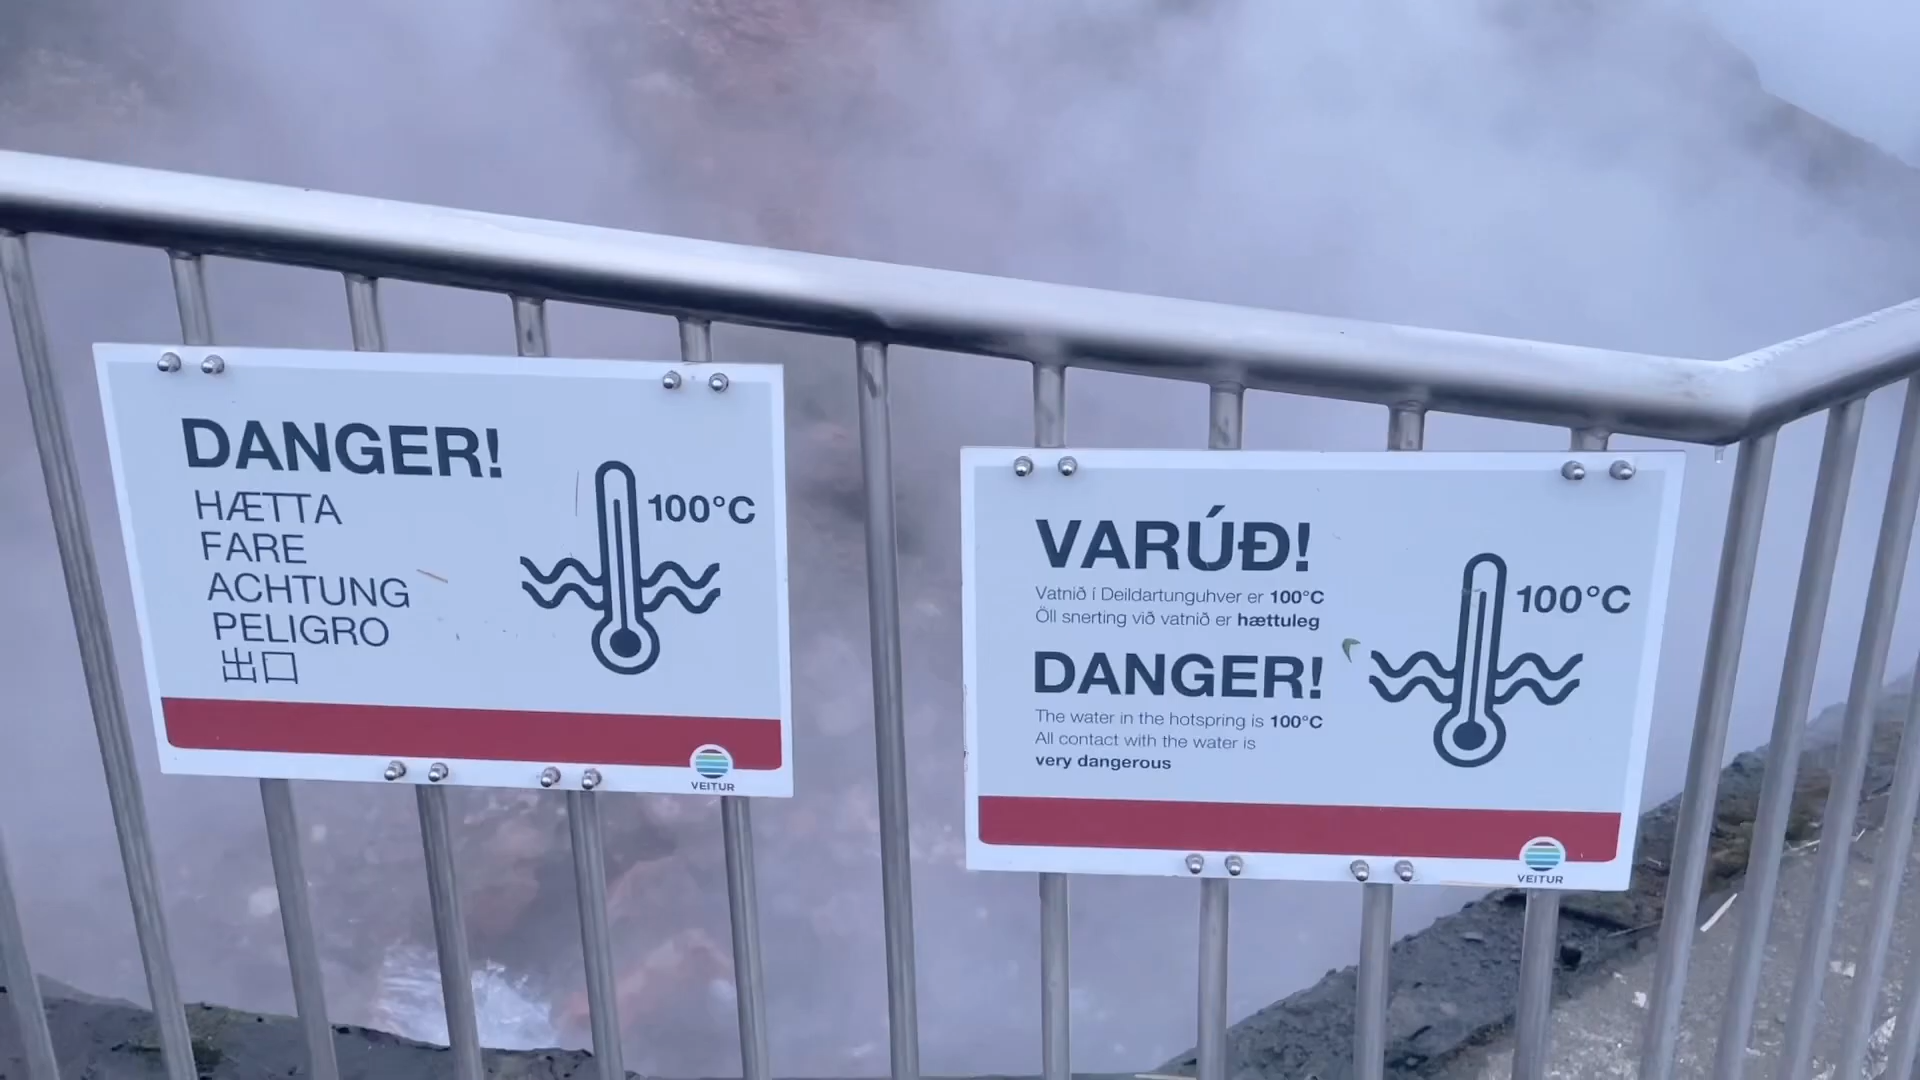 DANGER!
HÆTTA
FARE
ACHTUNG
PELIGRO
出口
100°C
VEITUR
VARÚÐ!
Vatnið í Deildartunguhver er 100°C
Öll snerting við vatnið er hættuleg
DANGER!
The water in the hotspring is 100°C
All contact with the water is
very dangerous
100°C
VEITUR